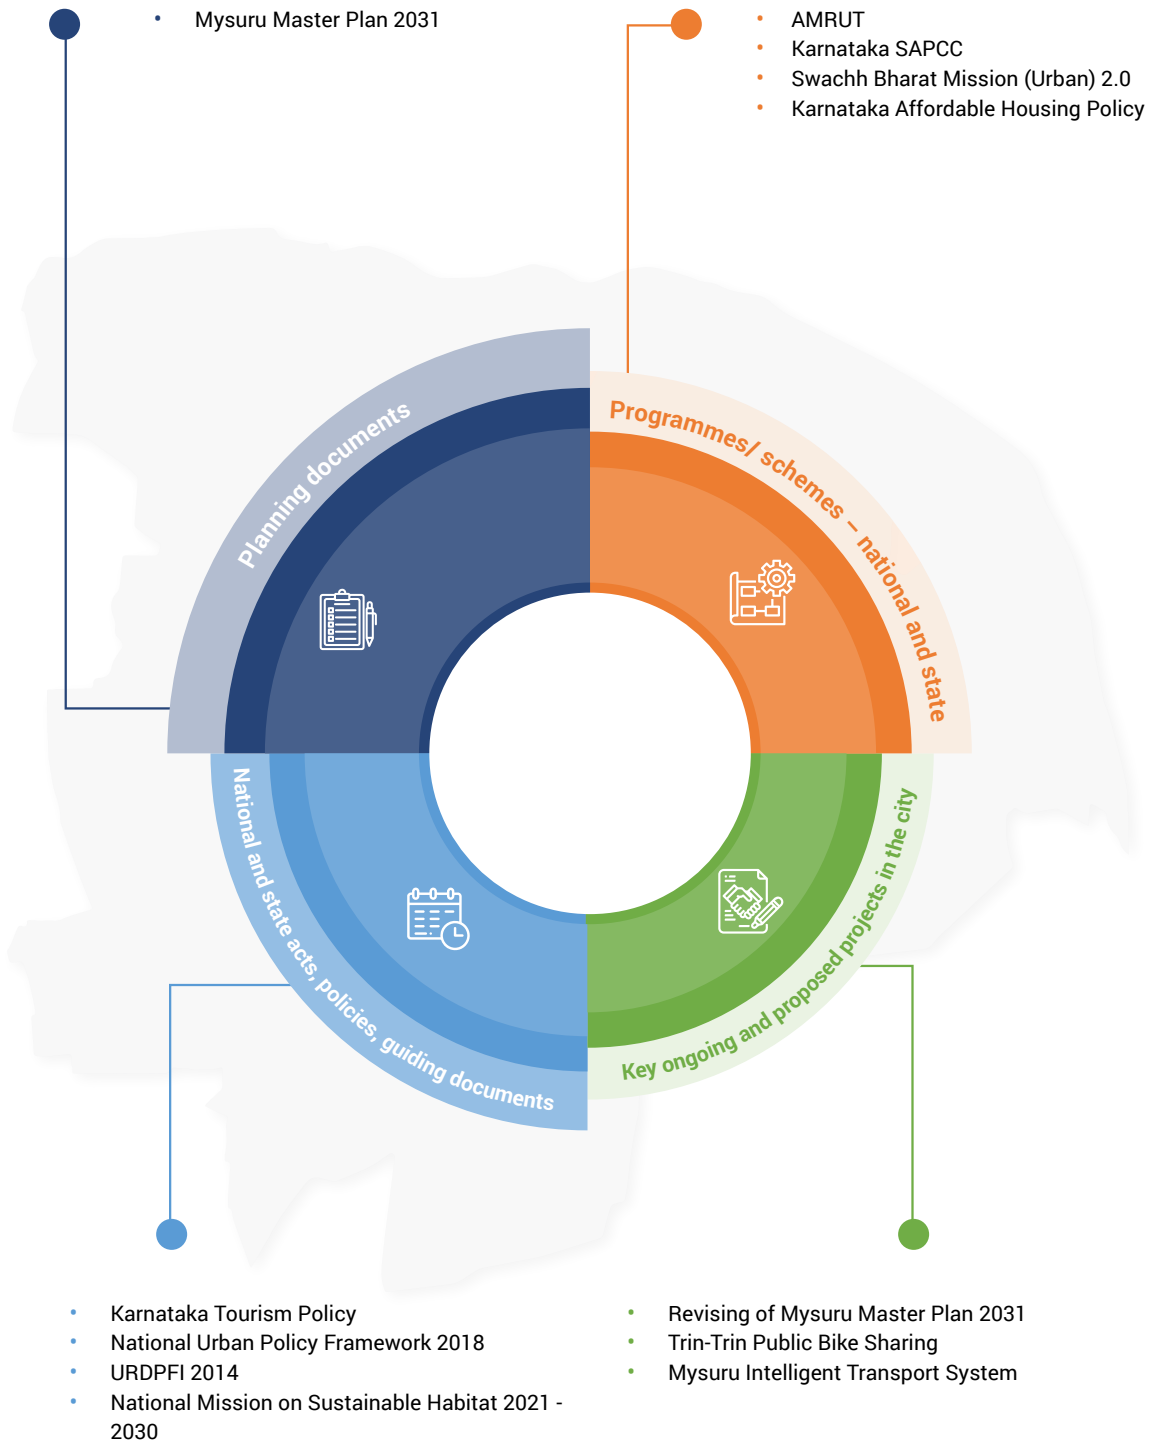 Mysuru Master Plan 2031
AMRUT
Karnataka SAPCC
Swachh Bharat Mission (Urban) 2.0
Karnataka Affordable Housing Policy
Planning documents
Programmes/ schemes – national and state
National and state acts, policies, guiding documents
Key ongoing and proposed projects in the city
Karnataka Tourism Policy
National Urban Policy Framework 2018
URDPFI 2014
National Mission on Sustainable Habitat 2021 -
2030
Revising of Mysuru Master Plan 2031
Trin-Trin Public Bike Sharing
Mysuru Intelligent Transport System